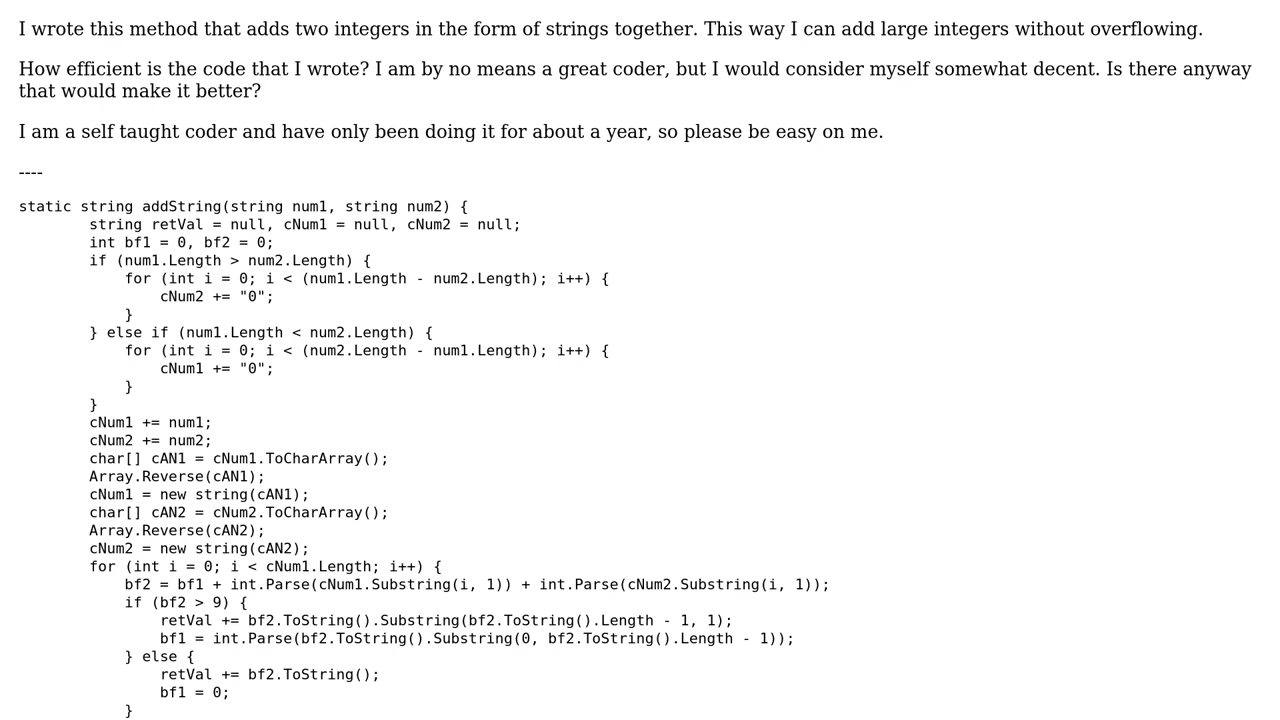 I wrote this method that adds two integers in the form of strings together. This way I can add large integers without overflowing.
How efficient is the code that I wrote? I am by no means a great coder, but I would consider myself somewhat decent. Is there anyway
that would make it better?
I am a self taught coder and have only been doing it for about a year, so please be easy on me.
----
static string addString(string num1, string num2) {
        string retVal = null, cNum1 = null, cNum2 = null;
        int bf1 = 0, bf2 = 0;
        if (num1.Length > num2.Length) {
            for (int i = 0; i < (num1.Length - num2.Length); i++) {
                cNum2 += "0";
            }
        } else if (num1.Length < num2.Length) {
            for (int i = 0; i < (num2.Length - num1.Length); i++) {
                cNum1 += "0";
            }
        }
        cNum1 += num1;
        cNum2 += num2;
        char[] cAN1 = cNum1.ToCharArray();
        Array.Reverse(cAN1);
        cNum1 = new string(cAN1);
        char[] cAN2 = cNum2.ToCharArray();
        Array.Reverse(cAN2);
        cNum2 = new string(cAN2);
        for (int i = 0; i < cNum1.Length; i++) {
            bf2 = bf1 + int.Parse(cNum1.Substring(i, 1)) + int.Parse(cNum2.Substring(i, 1));
            if (bf2 > 9) {
                retVal += bf2.ToString().Substring(bf2.ToString().Length - 1, 1);
                bf1 = int.Parse(bf2.ToString().Substring(0, bf2.ToString().Length - 1));
            } else {
                retVal += bf2.ToString();
                bf1 = 0;
            }